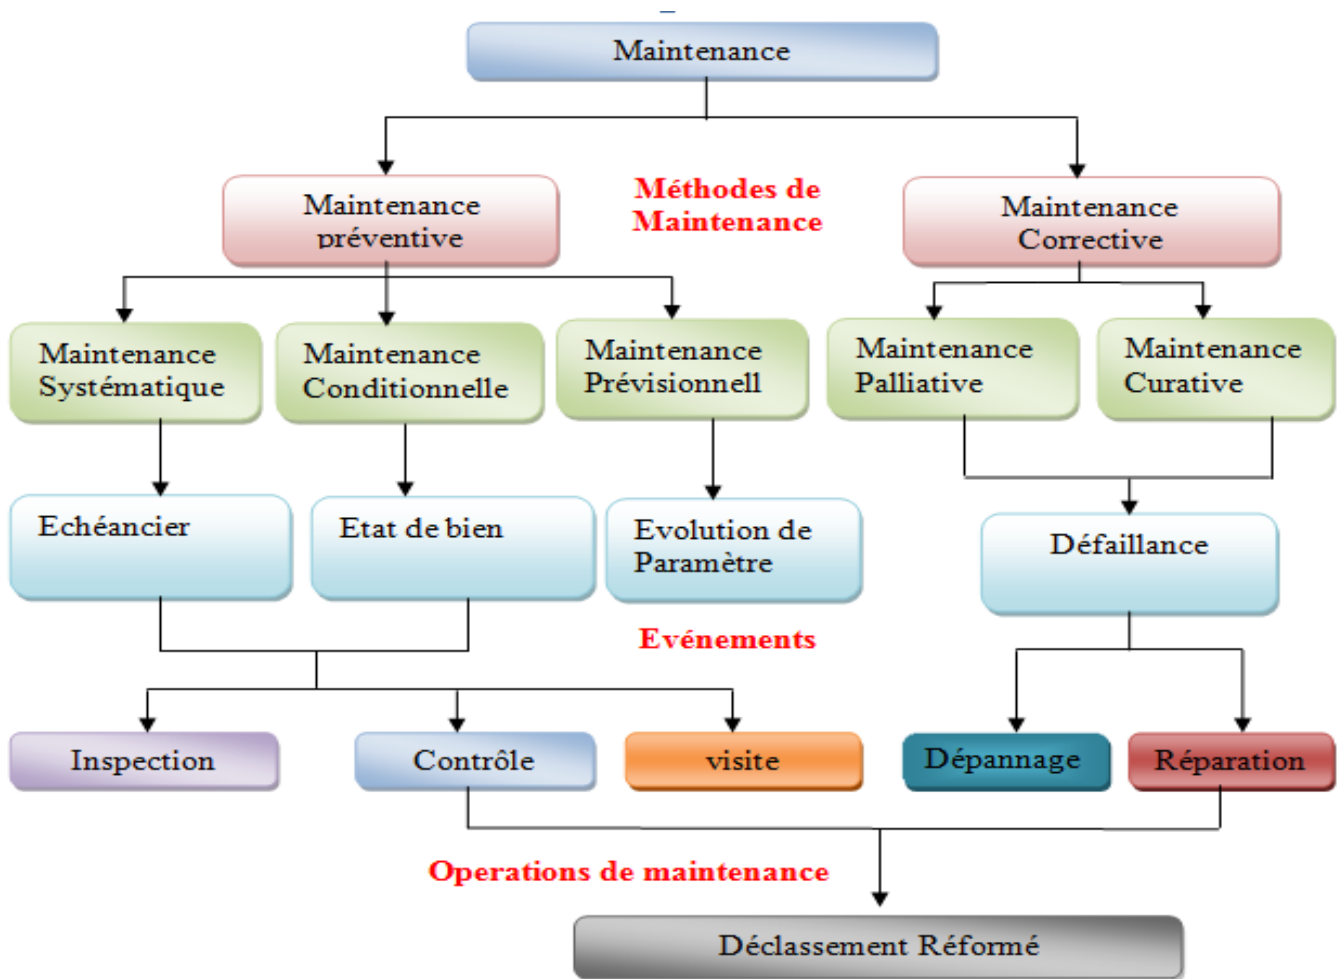 Maintenance
Méthodes de
Maintenance
Maintenance
préventive
Maintenance
Corrective
Maintenance
Systématique
Maintenance
Conditionnelle
Maintenance
Prévisionnell
Maintenance
Palliative
Maintenance
Curative
Echéancier
Etat de bien
Evolution de
Paramètre
Défaillance
Evénements
Inspection
Contrôle
visite
Dépannage
Réparation
Operations de maintenance
Déclassement Réformé